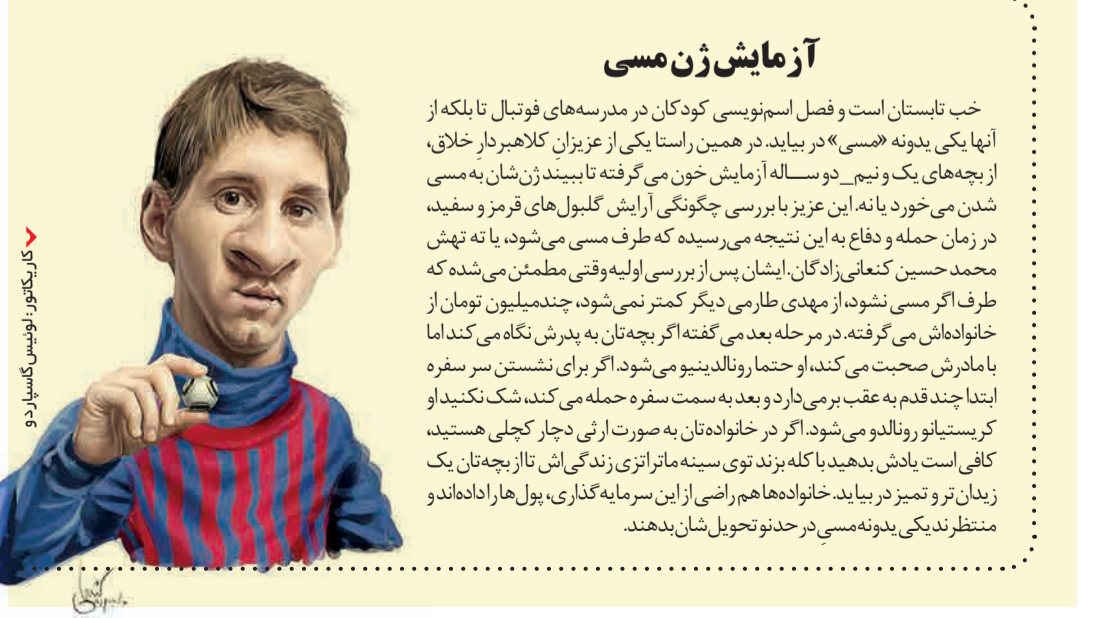 آزمایش ژن مسی
خب تابستان است و فصل اسم‌نویسی کودکان در مدرسه‌های فوتبال تا بلکه از
آنها یکی یدونه «مسی» در بیاید. در همین راستا یکی از عزیزانِ کلاهبردارِ خلاق،
از بچه‌های یک و نیم_دو ســـاله آزمایش خون می‌گرفته تا ببیند ژن‌شان به مسی
شدن می‌خورد یا نه. این عزیز با بررسی چگونگی آرایش گلبول‌های قرمز و سفید،
در زمان حمله و دفاع به این نتیجه می‌رسیده که طرف مسی می‌شود، یا ته تهش
محمدحسین کنعانی‌زادگان. ایشان پس از بررسی اولیه وقتی مطمئن می‌شده که
طرف اگر مسی نشود، از مهدی طارمی دیگر کمتر نمی‌شود، چندمیلیون تومان از
خانواده‌اش می‌گرفته. در مرحله بعد می‌گفته اگر بچه‌تان به پدرش نگاه می‌کند اما
با مادرش صحبت می‌کند، او حتما رونالدینیو می‌شود. اگر برای نشستن سر سفره
ابتدا چند قدم به عقب برمی‌دارد و بعد به سمت سفره حمله می‌کند، شک نکنید او
کریستیانو رونالدو می‌شود. اگر در خانواده‌تان به صورت ارثی دچار کچلی هستید،
کافی است یادش بدهید با کله بزند توی سینه ماتراتزی زندگی‌اش تا از بچه‌تان یک
زیدان تر و تمیز در بیاید. خانواده‌ها هم راضی از این سرمایه‌گذاری، پول‌ها را داده‌اند و
منتظرند یکی یدونه مسیِ در حد نو تحویل‌شان بدهند.
کاریکاتور: لوئیس گاسپاردو